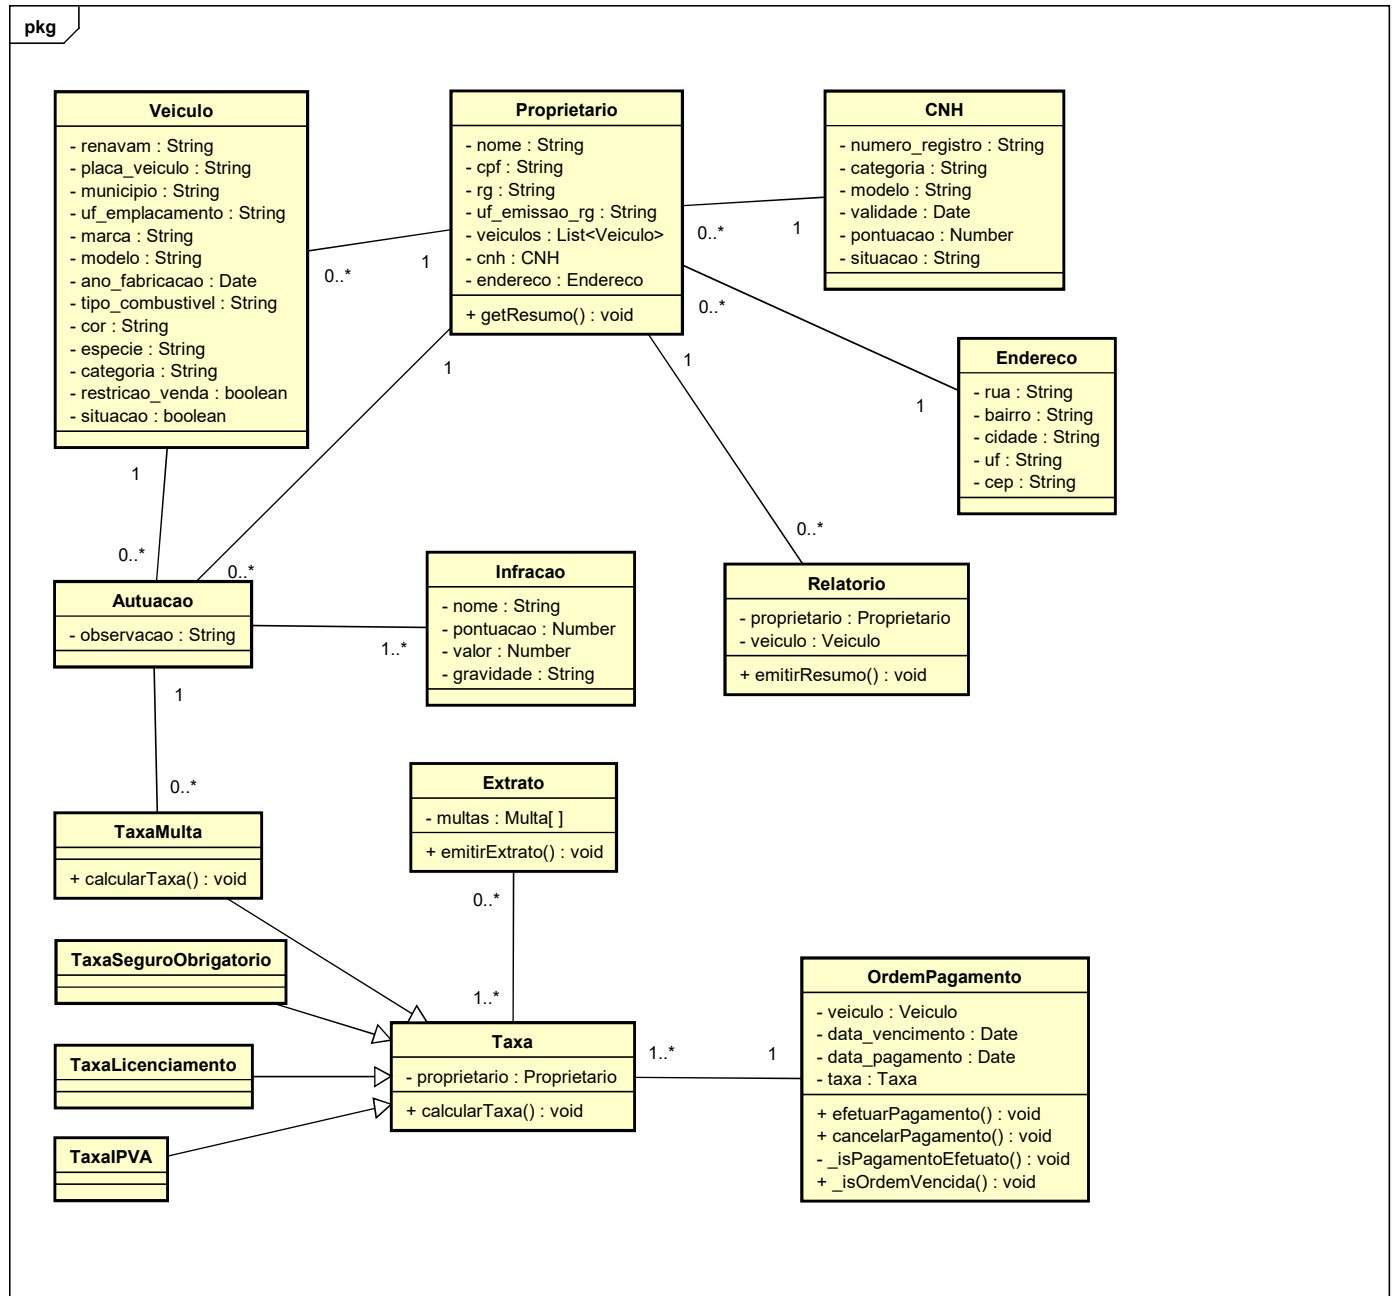 pkg
Veiculo
- renavam : String
- placa_veiculo : String
- municipio : String
- uf_emplacamento : String
- marca : String
- modelo : String
- ano_fabricacao : Date
- tipo_combustivel : String
- cor : String
- especie : String
- categoria : String
- restricao_venda : boolean
- situacao : boolean
Proprietario
- nome : String
- cpf : String
- rg : String
- uf_emissao_rg : String
- veiculos : List<Veiculo>
- cnh : CNH
- endereco : Endereco
+ getResumo() : void
CNH
- numero_registro : String
- categoria : String
- modelo : String
- validade : Date
- pontuacao : Number
- situacao : String
0..*
1
0..*
1
0..*
1
1
1
Endereco
- rua : String
- bairro : String
- cidade : String
- uf : String
- cep : String
1
0..*
0..*
0..*
Autuacao
- observacao : String
1..*
Infracao
- nome : String
- pontuacao : Number
- valor : Number
- gravidade : String
Relatorio
- proprietario : Proprietario
- veiculo : Veiculo
+ emitirResumo() : void
1
0..*
TaxaMulta
+ calcularTaxa() : void
Extrato
- multas : Multa[ ]
+ emitirExtrato() : void
0..*
1..*
TaxaSeguroObrigatorio
TaxaLicenciamento
TaxaIPVA
Taxa
- proprietario : Proprietario
+ calcularTaxa() : void
1..*
1
OrdemPagamento
- veiculo : Veiculo
- data_vencimento : Date
- data_pagamento : Date
- taxa : Taxa
+ efetuarPagamento() : void
+ cancelarPagamento() : void
- _isPagamentoEfetuato() : void
+ _isOrdemVencida() : void